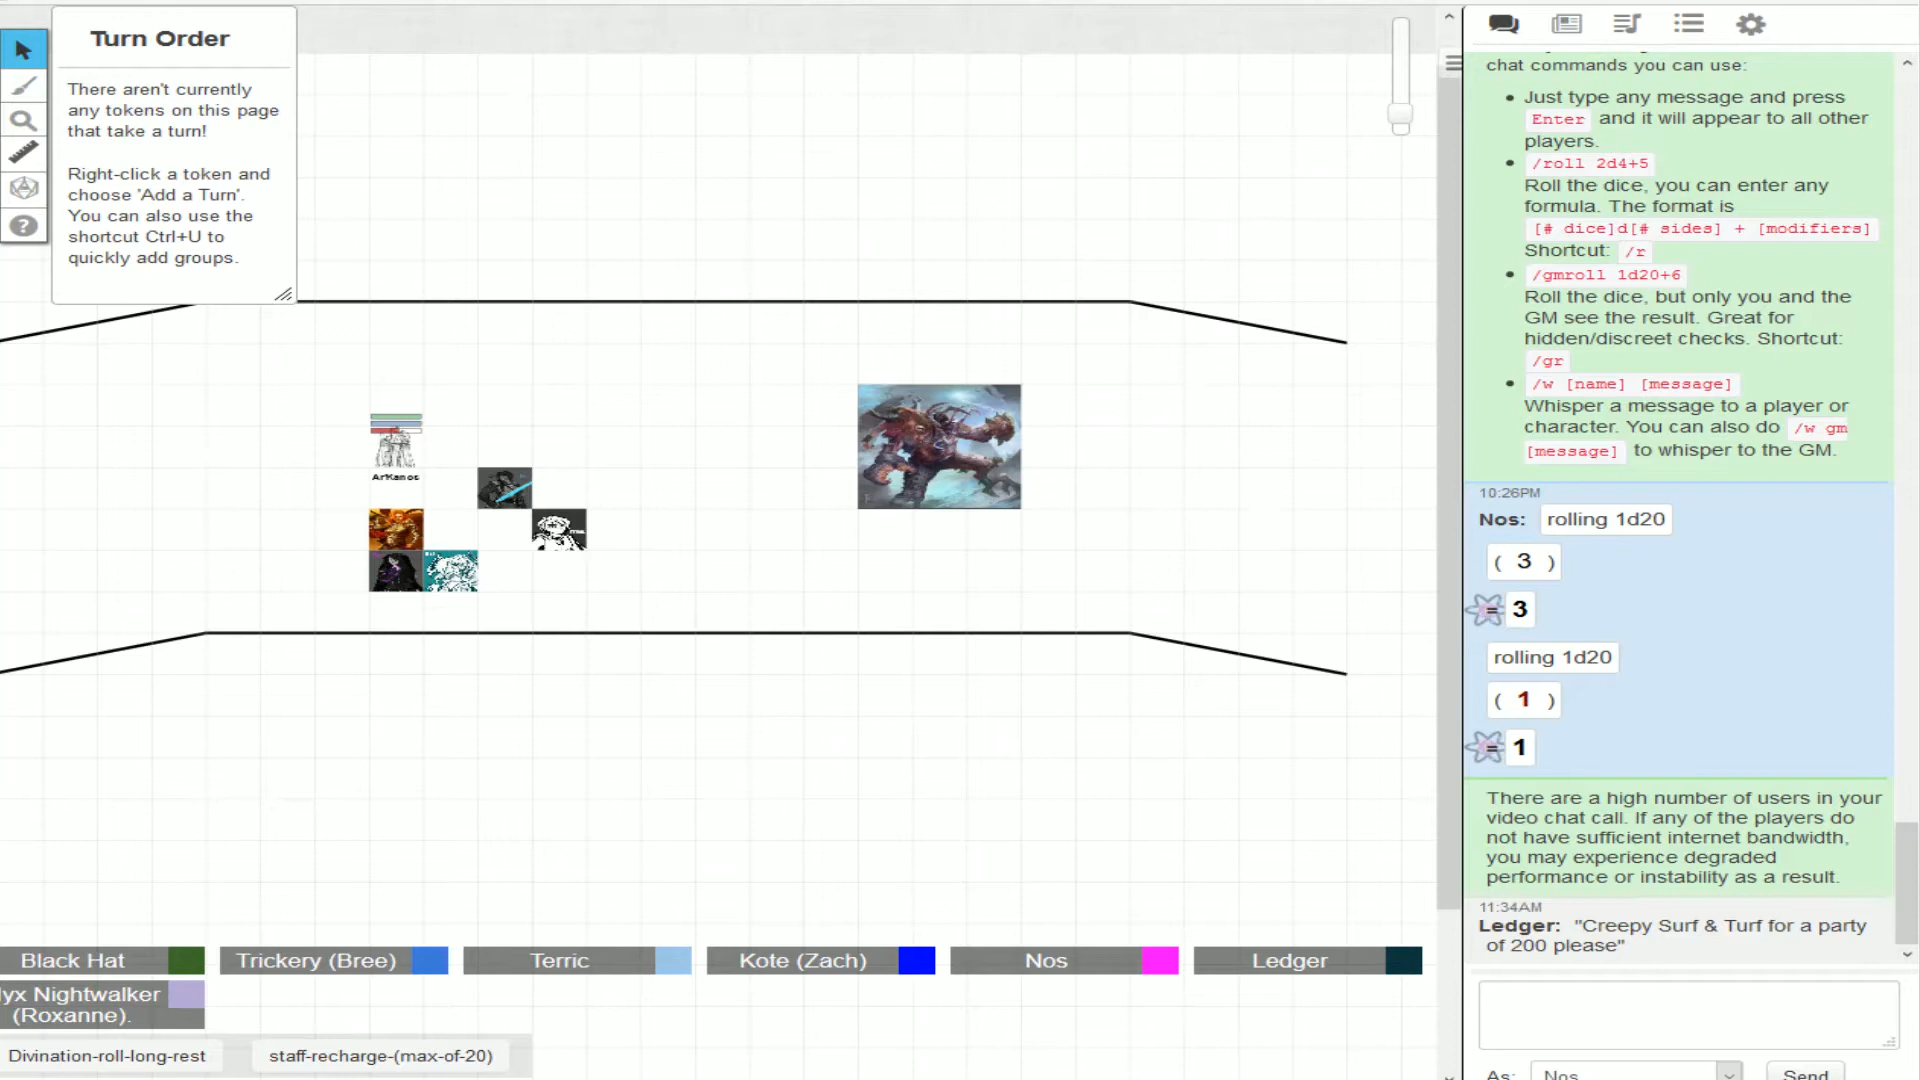 Turn Order
There aren't currently
any tokens on this page
that take a turn!
Right-click a token and
choose 'Add a Turn'.
You can also use the
shortcut Ctrl+U to
quickly add groups.
ArKanos
Black Hat
Trickery (Bree)
Terric
Kote (Zach)
Nos
Ledger
yx Nightwalker
(Roxanne).
Divination-roll-long-rest
staff-recharge-(max-of-20)
chat commands you can use:
• Just type any message and press
Enter and it will appear to all other
players.
• /roll 2d4+5
Roll the dice, you can enter any
formula. The format is
[# dice]d[# sides] + [modifiers]
Shortcut: /r
• /gmroll 1d20+6
Roll the dice, but only you and the
GM see the result. Great for
hidden/discreet checks. Shortcut:
/gr
• /w [name] [message]
Whisper a message to a player or
character. You can also do /w gm
[message] to whisper to the GM.
10:26PM
Nos: rolling 1d20
( 3 )
= 3
rolling 1d20
( 1 )
= 1
There are a high number of users in your
video chat call. If any of the players do
not have sufficient internet bandwidth,
you may experience degraded
performance or instability as a result.
11:34AM
Ledger: "Creepy Surf & Turf for a party
of 200 please"
As: Nos
Send